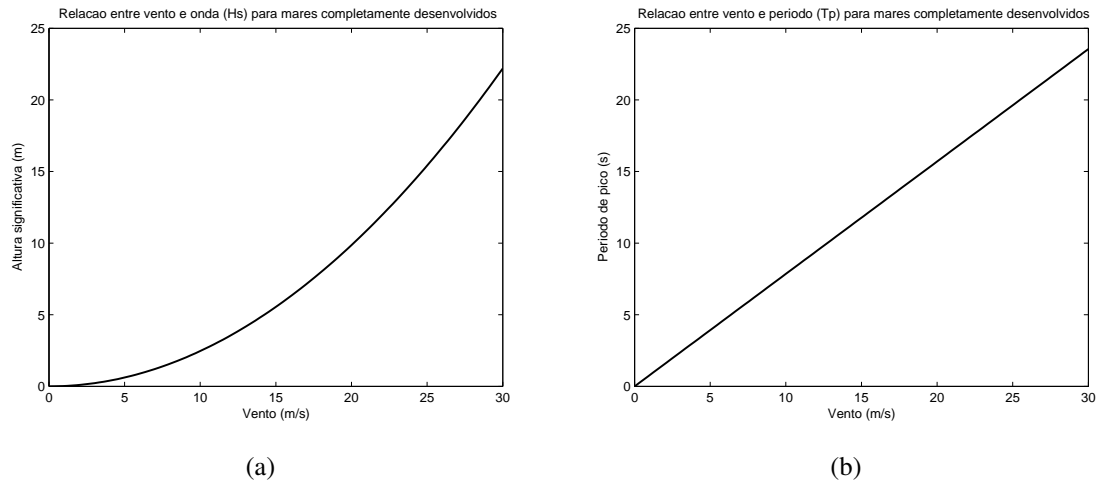 Relacao entre vento e onda (Hs) para mares completamente desenvolvidos
25
20
15
10
5
0
Altura significativa (m)
0 5 10 15 20 25 30
Vento (m/s)
(a)
Relacao entre vento e periodo (Tp) para mares completamente desenvolvidos
25
20
15
10
5
0
Periodo de pico (s)
0 5 10 15 20 25 30
Vento (m/s)
(b)